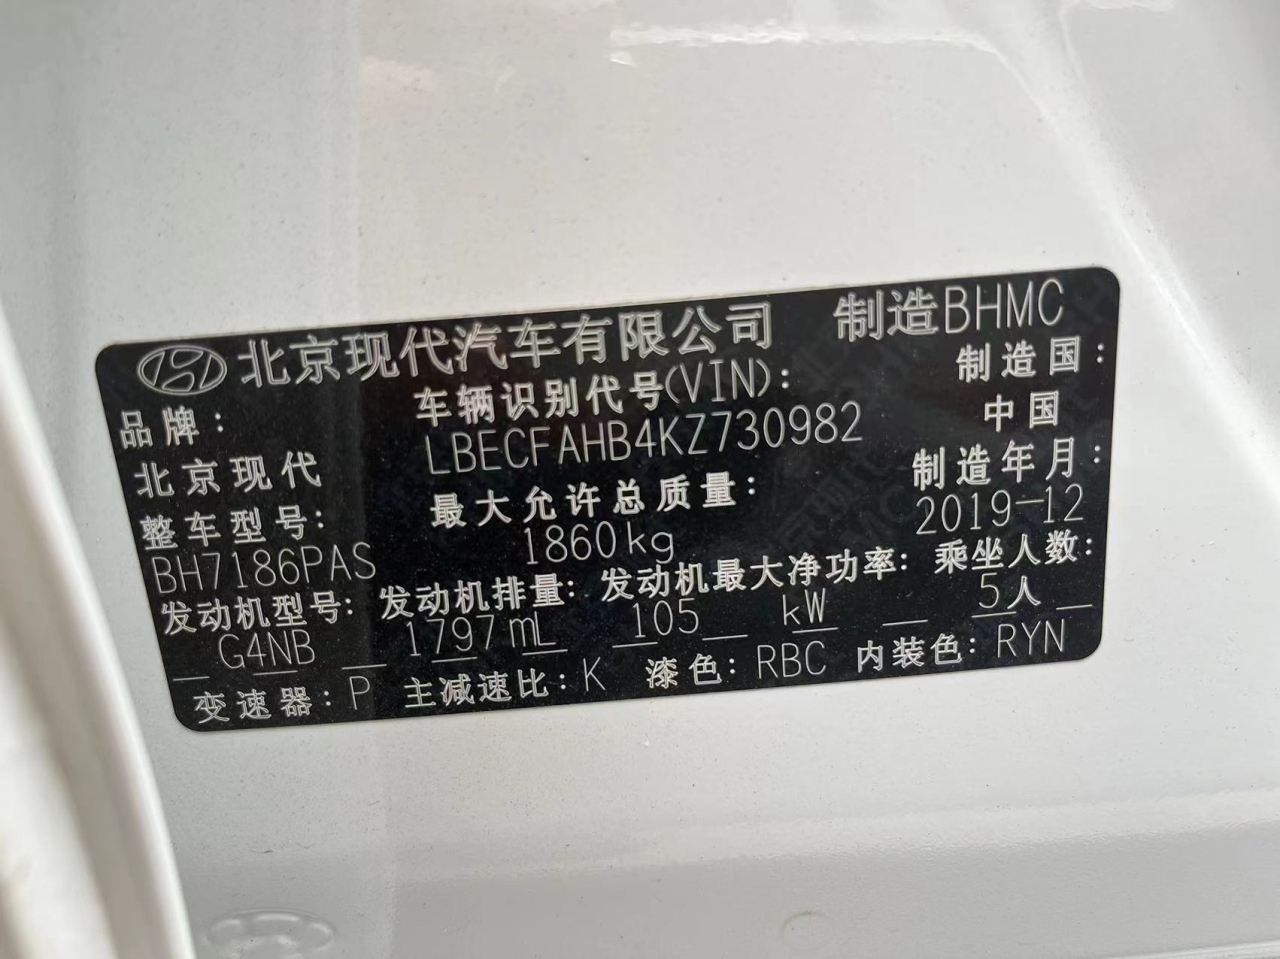 北京现代汽车有限公司 制造BHMC
品牌: 车辆识别代号(VIN): 制造国:
北京现代 LBECFAHB4KZ730982 中国
整车型号: 最大允许总质量: 制造年月:
BH7186PAS 1860kg 2019-12
发动机型号: 发动机排量: 发动机最大净功率: 乘坐人数:
G4NB 1797mL 105 kW 5人
变速器: P 主减速比: K 漆色: RBC 内装色: RYN